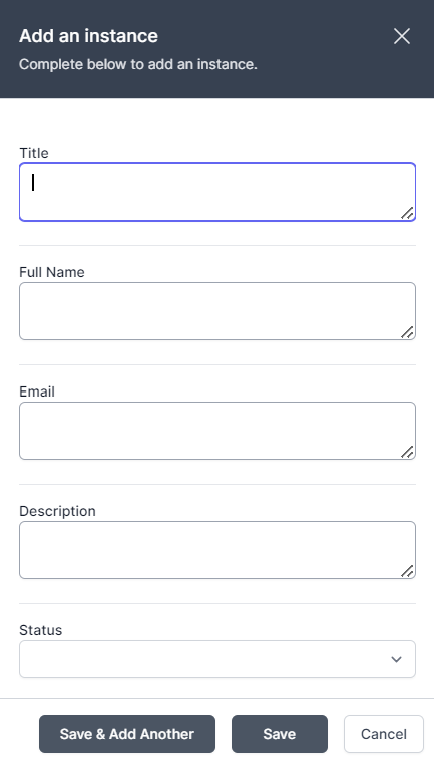 Add an instance
Complete below to add an instance.
Title
Full Name
Email
Description
Status
Save & Add Another
Save
Cancel